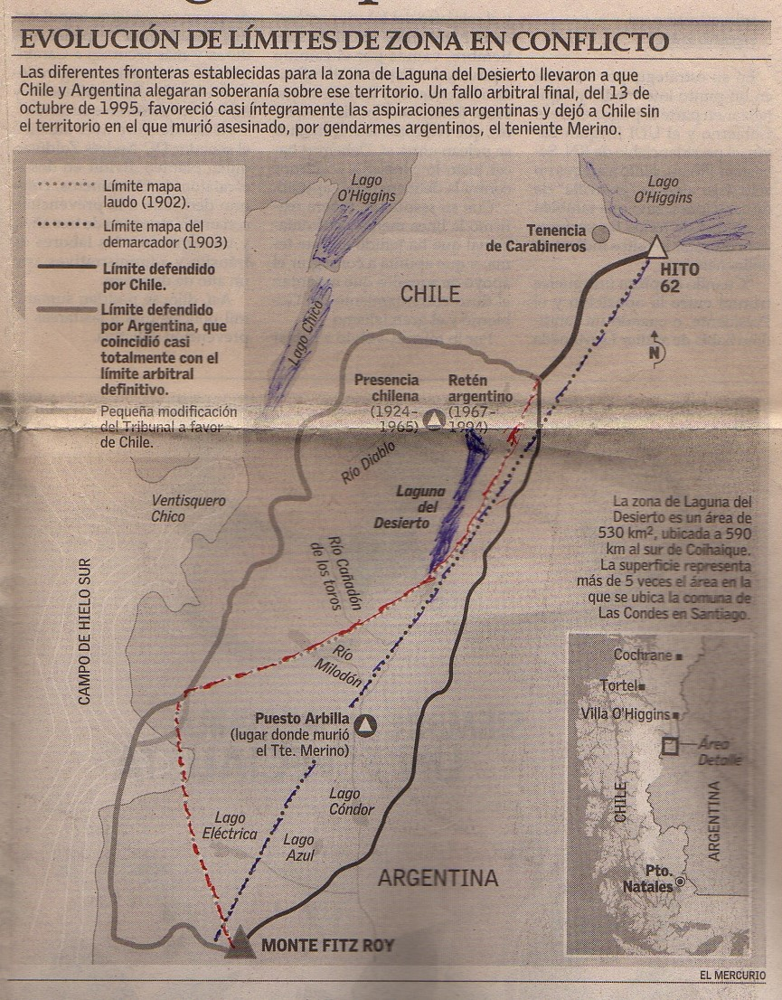 EVOLUCIÓN DE LÍMITES DE ZONA EN CONFLICTO
Las diferentes fronteras establecidas para la zona de Laguna del Desierto llevaron a que
Chile y Argentina alegaran soberanía sobre ese territorio. Un fallo arbitral final, del 13 de
octubre de 1995, favoreció casi íntegramente las aspiraciones argentinas y dejó a Chile sin
el territorio en el que murió asesinado, por gendarmes argentinos, el teniente Merino.
Límite mapa
laudo (1902).
Límite mapa del
demarcador (1903)
Límite defendido
por Chile.
Límite defendido
por Argentina, que
coincidió casi
totalmente con el
límite arbitral
definitivo.
Pequeña modificación
del Tribunal a favor
de Chile.
Lago
O'Higgins
Lago
O'Higgins
Tenencia
de Carabineros
HITO
62
CHILE
N
Lago Chico
Presencia
chilena
(1924-
1965)
Retén
argentino
(1967-
1994)
Río Diablo
Laguna
del
Desierto
Ventisquero
Chico
Río Cañadón
de los toros
CAMPO DE HIELO SUR
Río
Milodón
La zona de Laguna del
Desierto es un área de
530 km², ubicada a 590
km al sur de Coihaique.
La superficie representa
más de 5 veces el área en la
que se ubica la comuna de
Las Condes en Santiago.
Puesto Arbilla
(lugar donde murió
el Tte. Merino)
Lago
Cóndor
Lago
Eléctrica
Lago
Azul
ARGENTINA
MONTE FITZ ROY
Cochrane
Tortel
Villa O'Higgins
Área
Detalle
CHILE
ARGENTINA
Pto.
Natales
EL MERCURIO